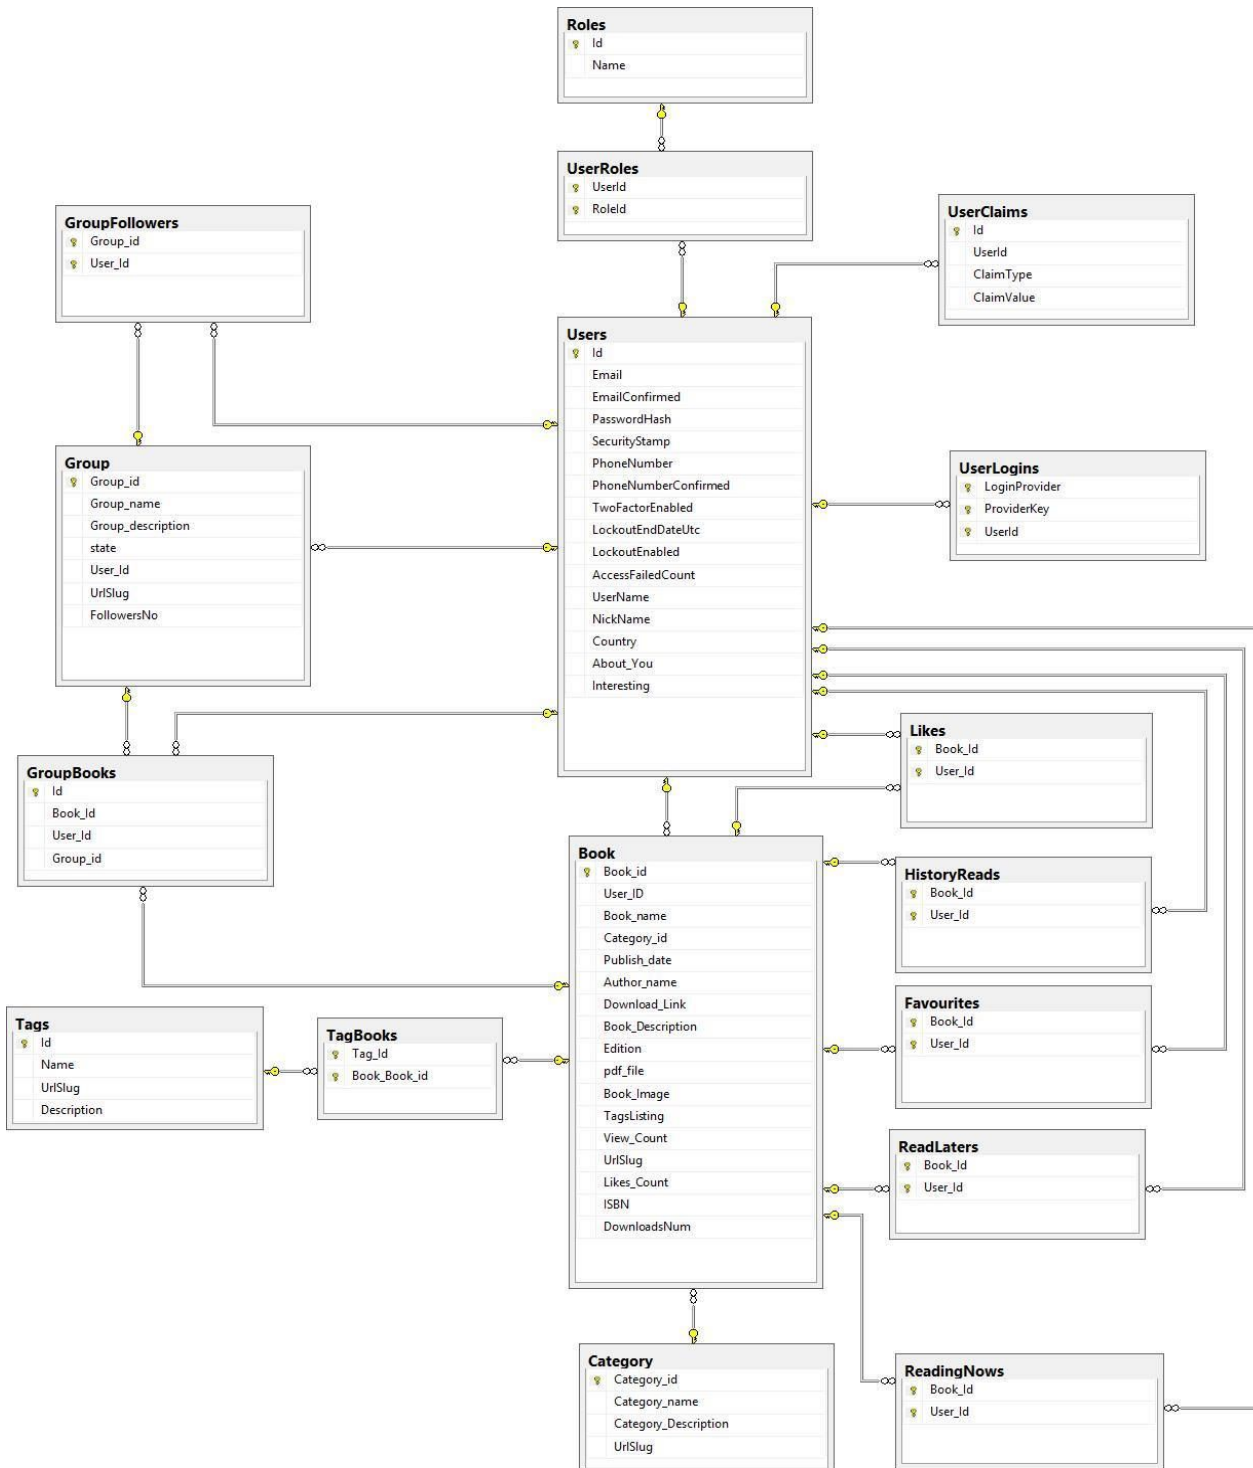 Roles
Id
Name
UserRoles
UserId
RoleId
UserClaims
Id
UserId
ClaimType
ClaimValue
GroupFollowers
Group_id
User_Id
Users
Id
Email
EmailConfirmed
PasswordHash
SecurityStamp
PhoneNumber
PhoneNumberConfirmed
TwoFactorEnabled
LockoutEndDateUtc
LockoutEnabled
AccessFailedCount
UserName
NickName
Country
About_You
Interesting
Group
Group_id
Group_name
Group_description
state
User_Id
UrlSlug
FollowersNo
UserLogins
LoginProvider
ProviderKey
UserId
Likes
Book_Id
User_Id
GroupBooks
Id
Book_Id
User_Id
Group_id
Book
Book_id
User_ID
Book_name
Category_id
Publish_date
Author_name
Download_Link
Book_Description
Edition
pdf_file
Book_Image
TagsListing
View_Count
UrlSlug
Likes_Count
ISBN
DownloadsNum
HistoryReads
Book_Id
User_Id
Favourites
Book_Id
User_Id
Tags
Id
Name
UrlSlug
Description
TagBooks
Tag_Id
Book_Book_id
ReadLaters
Book_Id
User_Id
Category
Category_id
Category_name
Category_Description
UrlSlug
ReadingNows
Book_Id
User_Id